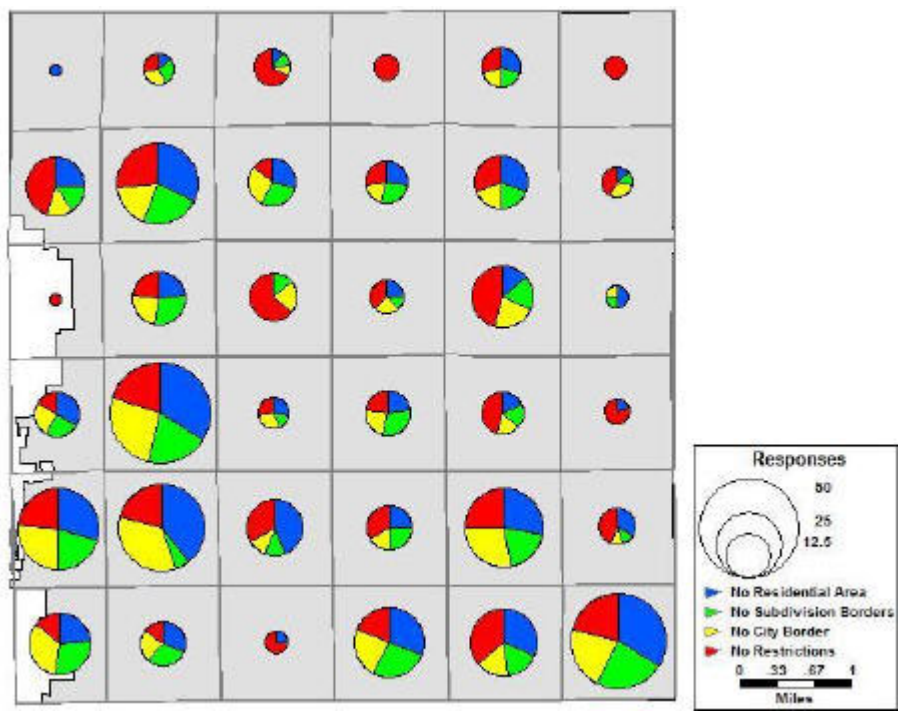 Responses
50
25
12.5
No Residential Area
No Subdivision Borders
No City Border
No Restrictions
0 .33 .67 1
Miles